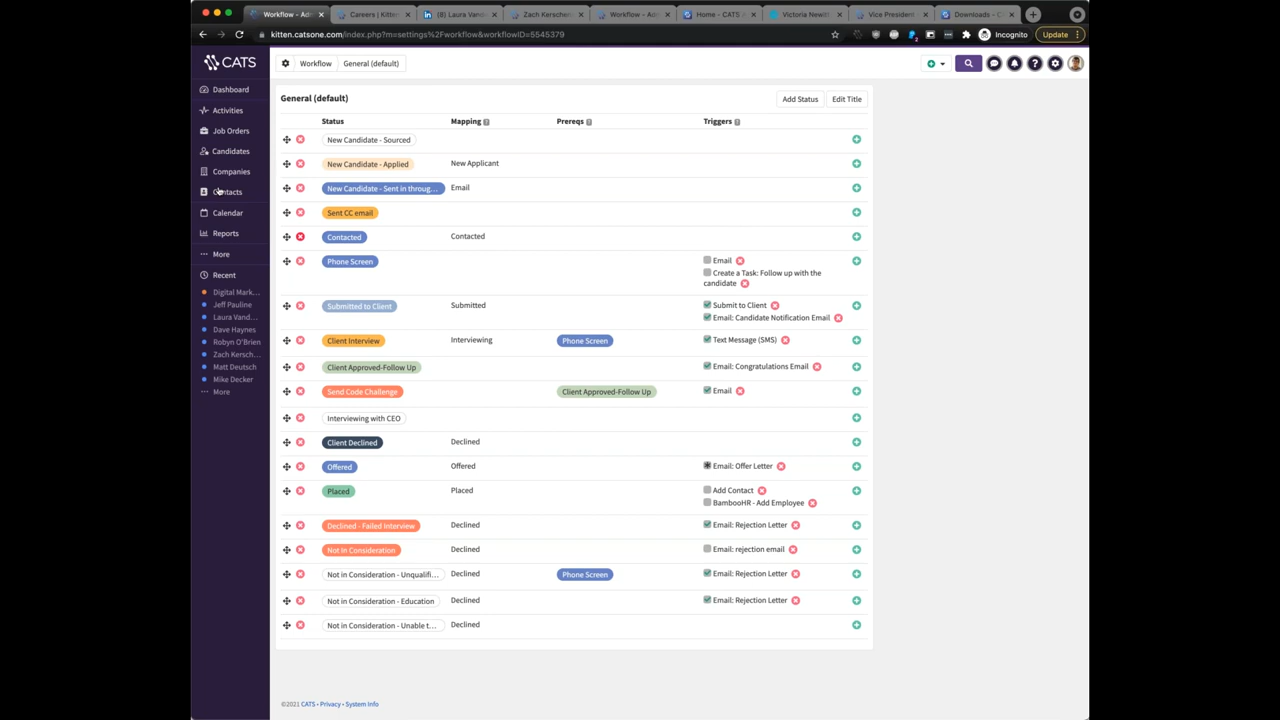 Workflow - Ad
Careers | Kitten
(8) Laura Vand
Zach Kerschen
Workflow - Ad
Home - CATS A
Victoria Newitt
Vice President
Downloads - C
kitten.catsone.com/index.php?m=settings%2Fworkflow&workflowID=5545379
Incognito
Update
CATS
Workflow
General (default)
Dashboard
Activities
Job Orders
Candidates
Companies
Contacts
Calendar
Reports
More
Recent
Digital Mark...
Jeff Pauline
Laura Vand...
Dave Haynes
Robyn O'Brien
Zach Kersch...
Matt Deutsch
Mike Decker
More
General (default)
Add Status
Edit Title
Status Mapping ? Prereqs ? Triggers ?
New Candidate - Sourced
New Candidate - Applied New Applicant
New Candidate - Sent in throug... Email
Sent CC email
Contacted Contacted
Phone Screen Email
Create a Task: Follow up with the
candidate
Submitted to Client Submitted Submit to Client
Email: Candidate Notification Email
Client Interview Interviewing Phone Screen Text Message (SMS)
Client Approved-Follow Up Email: Congratulations Email
Send Code Challenge Client Approved-Follow Up Email
Interviewing with CEO
Client Declined Declined
Offered Offered Email: Offer Letter
Placed Placed Add Contact
BambooHR - Add Employee
Declined - Failed Interview Declined Email: Rejection Letter
Not In Consideration Declined Email: rejection email
Not in Consideration - Unqualifi... Declined Phone Screen Email: Rejection Letter
Not in Consideration - Education Declined Email: Rejection Letter
Not in Consideration - Unable t... Declined
©2021 CATS • Privacy • System Info